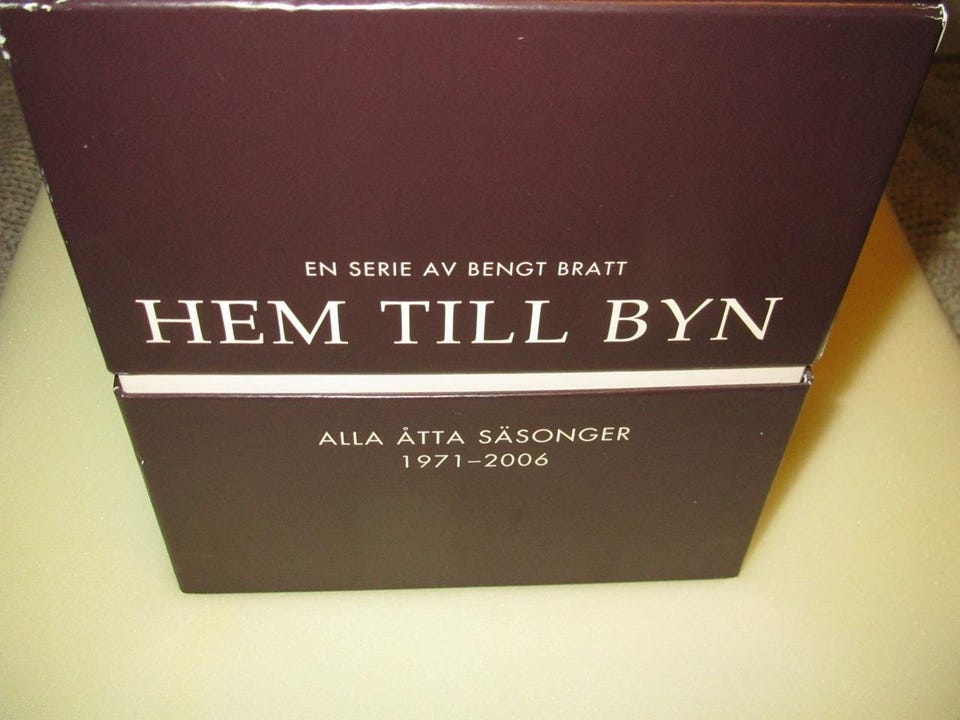 EN SERIE AV BENGT BRATT
HEM TILL BYN
ALLA ÅTTA SÄSONGER
1971–2006